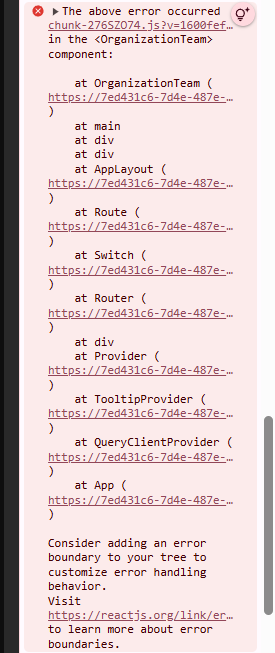 ▶The above error occurred
chunk-276SZO74.js?v=1600fef…
in the <OrganizationTeam>
component:
at OrganizationTeam (
https://7ed431c6-7d4e-487e-…
)
at main
at div
at div
at AppLayout (
https://7ed431c6-7d4e-487e-…
)
at Route (
https://7ed431c6-7d4e-487e-…
)
at Switch (
https://7ed431c6-7d4e-487e-…
)
at Router (
https://7ed431c6-7d4e-487e-…
)
at div
at Provider (
https://7ed431c6-7d4e-487e-…
)
at TooltipProvider (
https://7ed431c6-7d4e-487e-…
)
at QueryClientProvider (
https://7ed431c6-7d4e-487e-…
)
at App (
https://7ed431c6-7d4e-487e-…
)
Consider adding an error
boundary to your tree to
customize error handling
behavior.
Visit
https://reactjs.org/link/er…
to learn more about error
boundaries.